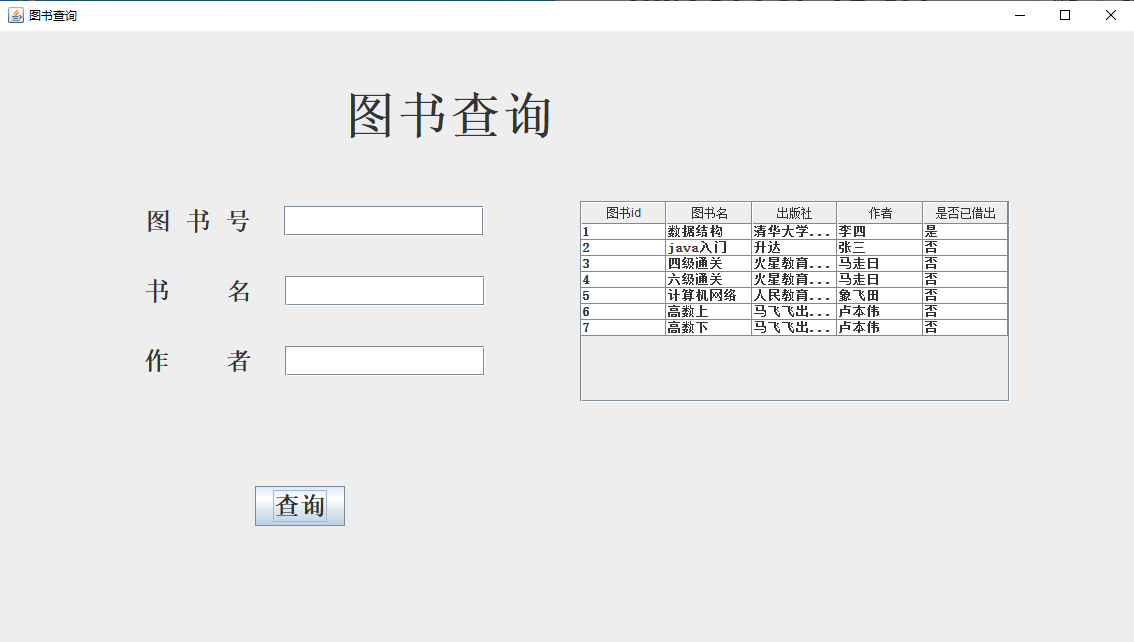 图书查询
图书查询
图 书 号
书 名
作 者
查询
图书id 图书名 出版社 作者 是否已借出
1 数据结构 清华大学... 李四 是
2 java入门 升达 张三 否
3 四级通关 火星教育... 马走日 否
4 六级通关 火星教育... 马走日 否
5 计算机网络 人民教育... 象飞田 否
6 高数上 马飞飞出... 卢本伟 否
7 高数下 马飞飞出... 卢本伟 否